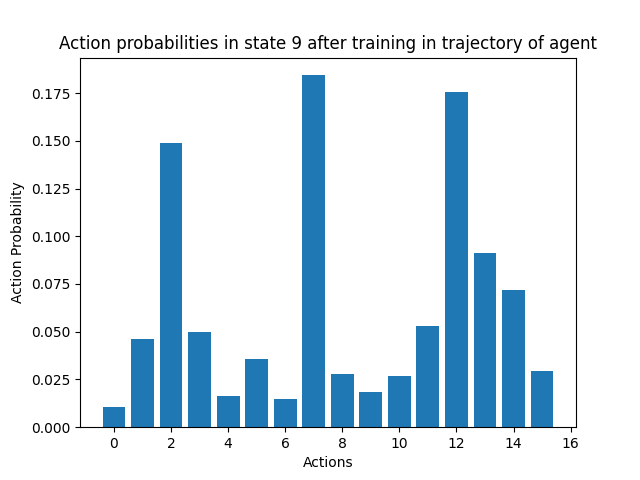 Action probabilities in state 9 after training in trajectory of agent
0.175
0.150
0.125
0.100
0.075
0.050
0.025
0.000
Action Probability
0 2 4 6 8 10 12 14 16
Actions